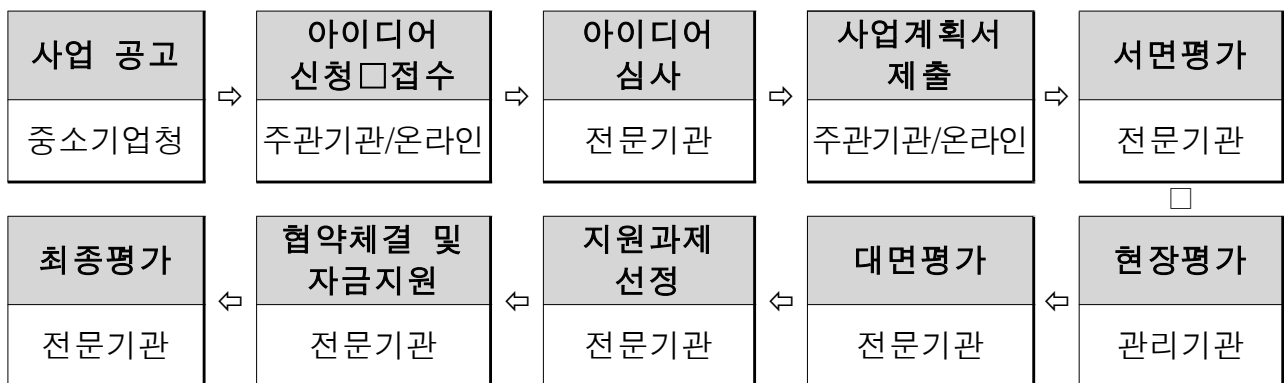 사업 공고
중소기업청
⇨
아이디어
신청□접수
주관기관/온라인
⇨
아이디어
심사
전문기관
⇨
사업계획서
제출
주관기관/온라인
⇨
서면평가
전문기관
□
현장평가
관리기관
⇦
대면평가
전문기관
⇦
지원과제
선정
전문기관
⇦
협약체결 및
자금지원
전문기관
⇦
최종평가
전문기관